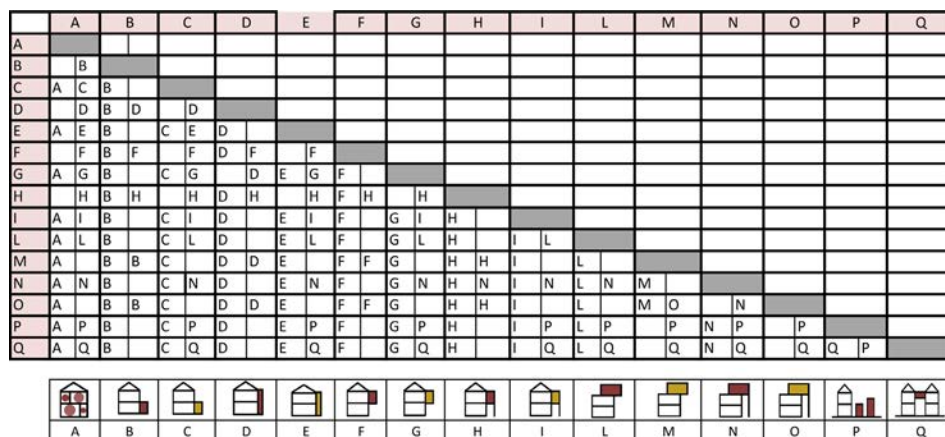 A B C D E F G H I L M N O P Q
A
B B
C A C B
D D B D D
E A E B C E D
F F B F F D F F
G A G B C G D E G F
H H B H H D H H F H H
I A I B C I D E I F G I H
L A L B C L D E L F G L H I L
M A B B C D D E F F G H H I L
N A N B C N D E N F G N H N I N L N M
O A B B C D D E F F G H H I L M O N
P A P B C P D E P F G P H I P L P P N P P
Q A Q B C Q D E Q F G Q H I Q L Q Q N Q Q Q P
A B C D E F G H I L M N O P Q